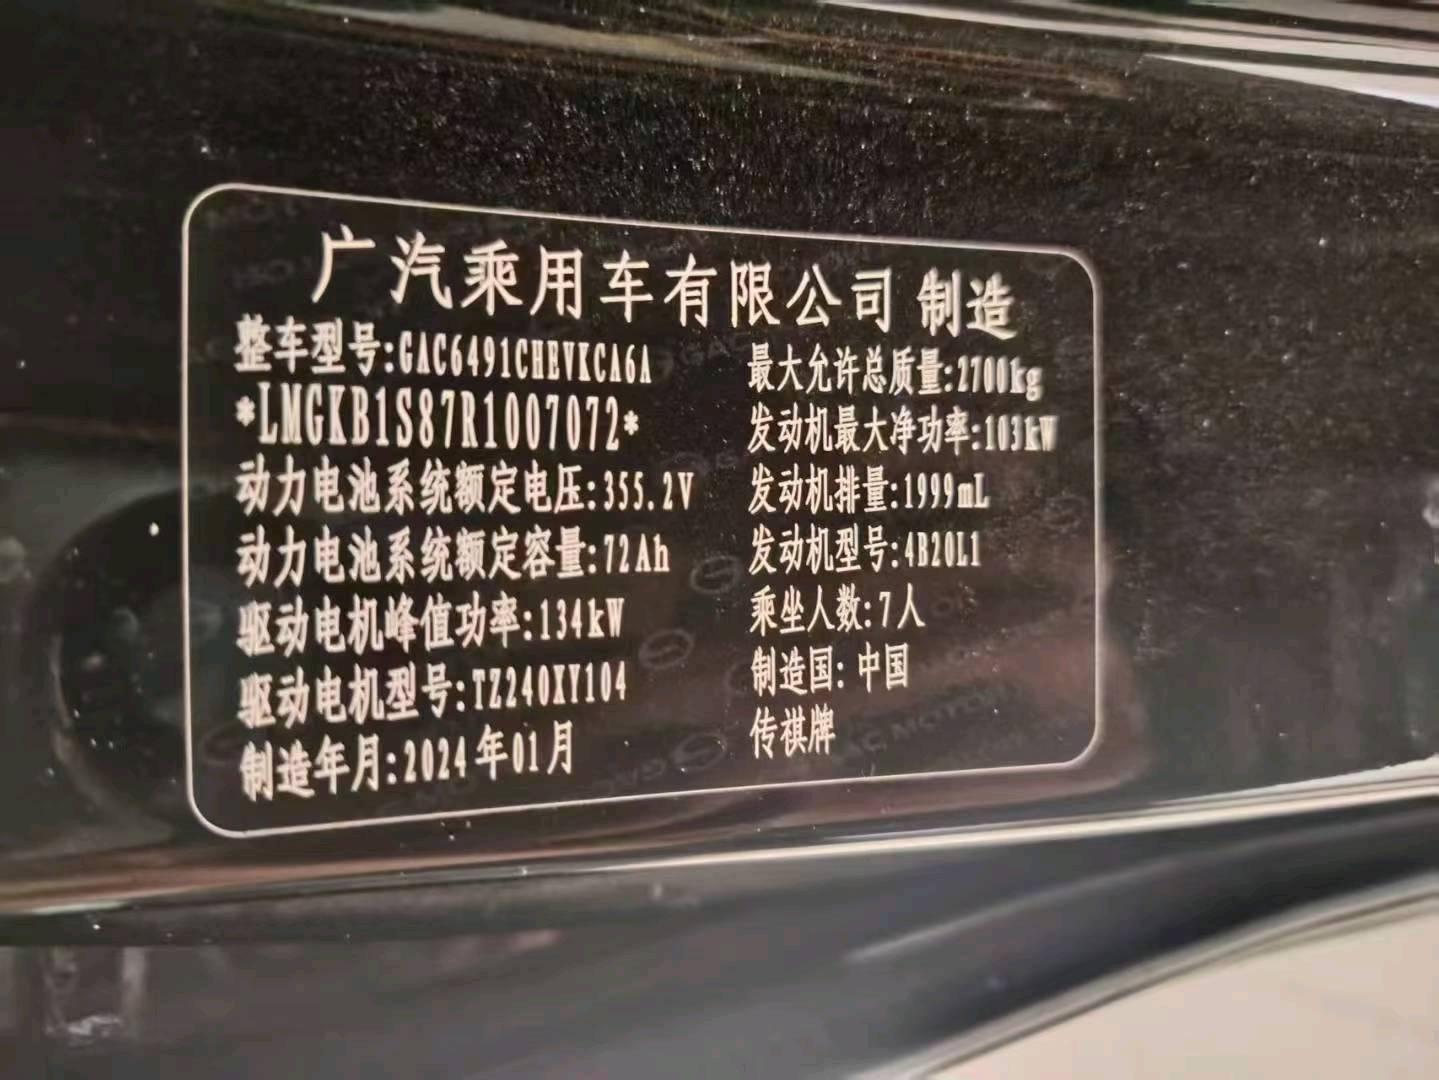 广汽乘用车有限公司 制造
整车型号:GAC6491CHEVKCA6A
*LMGKB1S87R1007072*
动力电池系统额定电压:355.2V
动力电池系统额定容量:72Ah
驱动电机峰值功率:134kW
驱动电机型号:TZ240XY104
制造年月:2024年01月
最大允许总质量:2700kg
发动机最大净功率:103kW
发动机排量:1999mL
发动机型号:4B20L1
乘坐人数:7人
制造国:中国
传祺牌